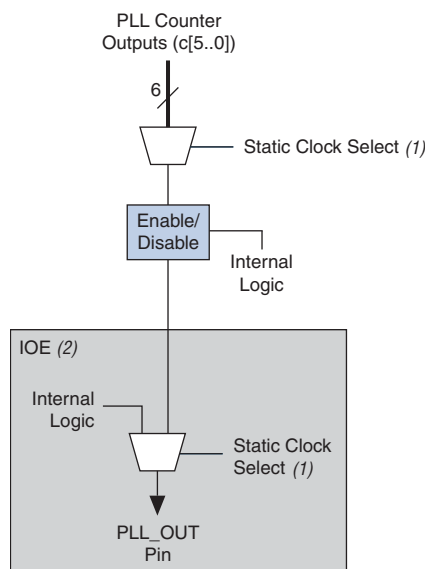 PLL Counter
Outputs (c[5..0])
6
Static Clock Select (1)
Enable/
Disable
Internal
Logic
IOE (2)
Internal
Logic
Static Clock
Select (1)
PLL_OUT
Pin